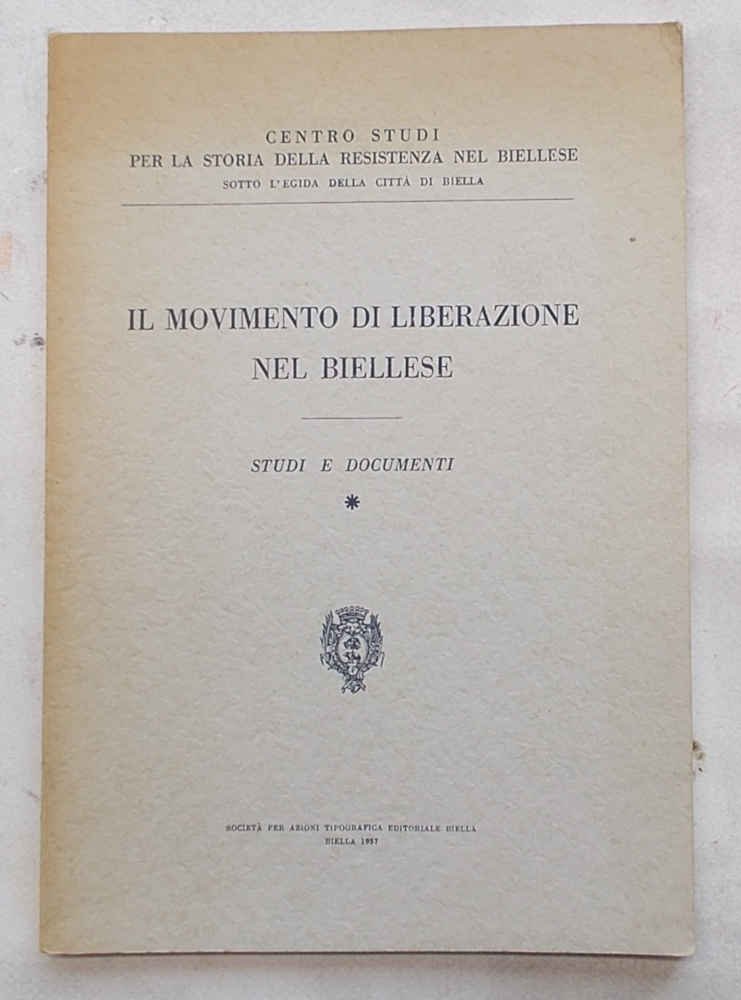 CENTRO STUDI
PER LA STORIA DELLA RESISTENZA NEL BIELLESE
SOTTO L'EGIDA DELLA CITTÀ DI BIELLA
IL MOVIMENTO DI LIBERAZIONE
NEL BIELLESE
STUDI E DOCUMENTI
*
SOCIETÀ PER AZIONI TIPOGRAFICA EDITORIALE BIELLA
BIELLA 1957